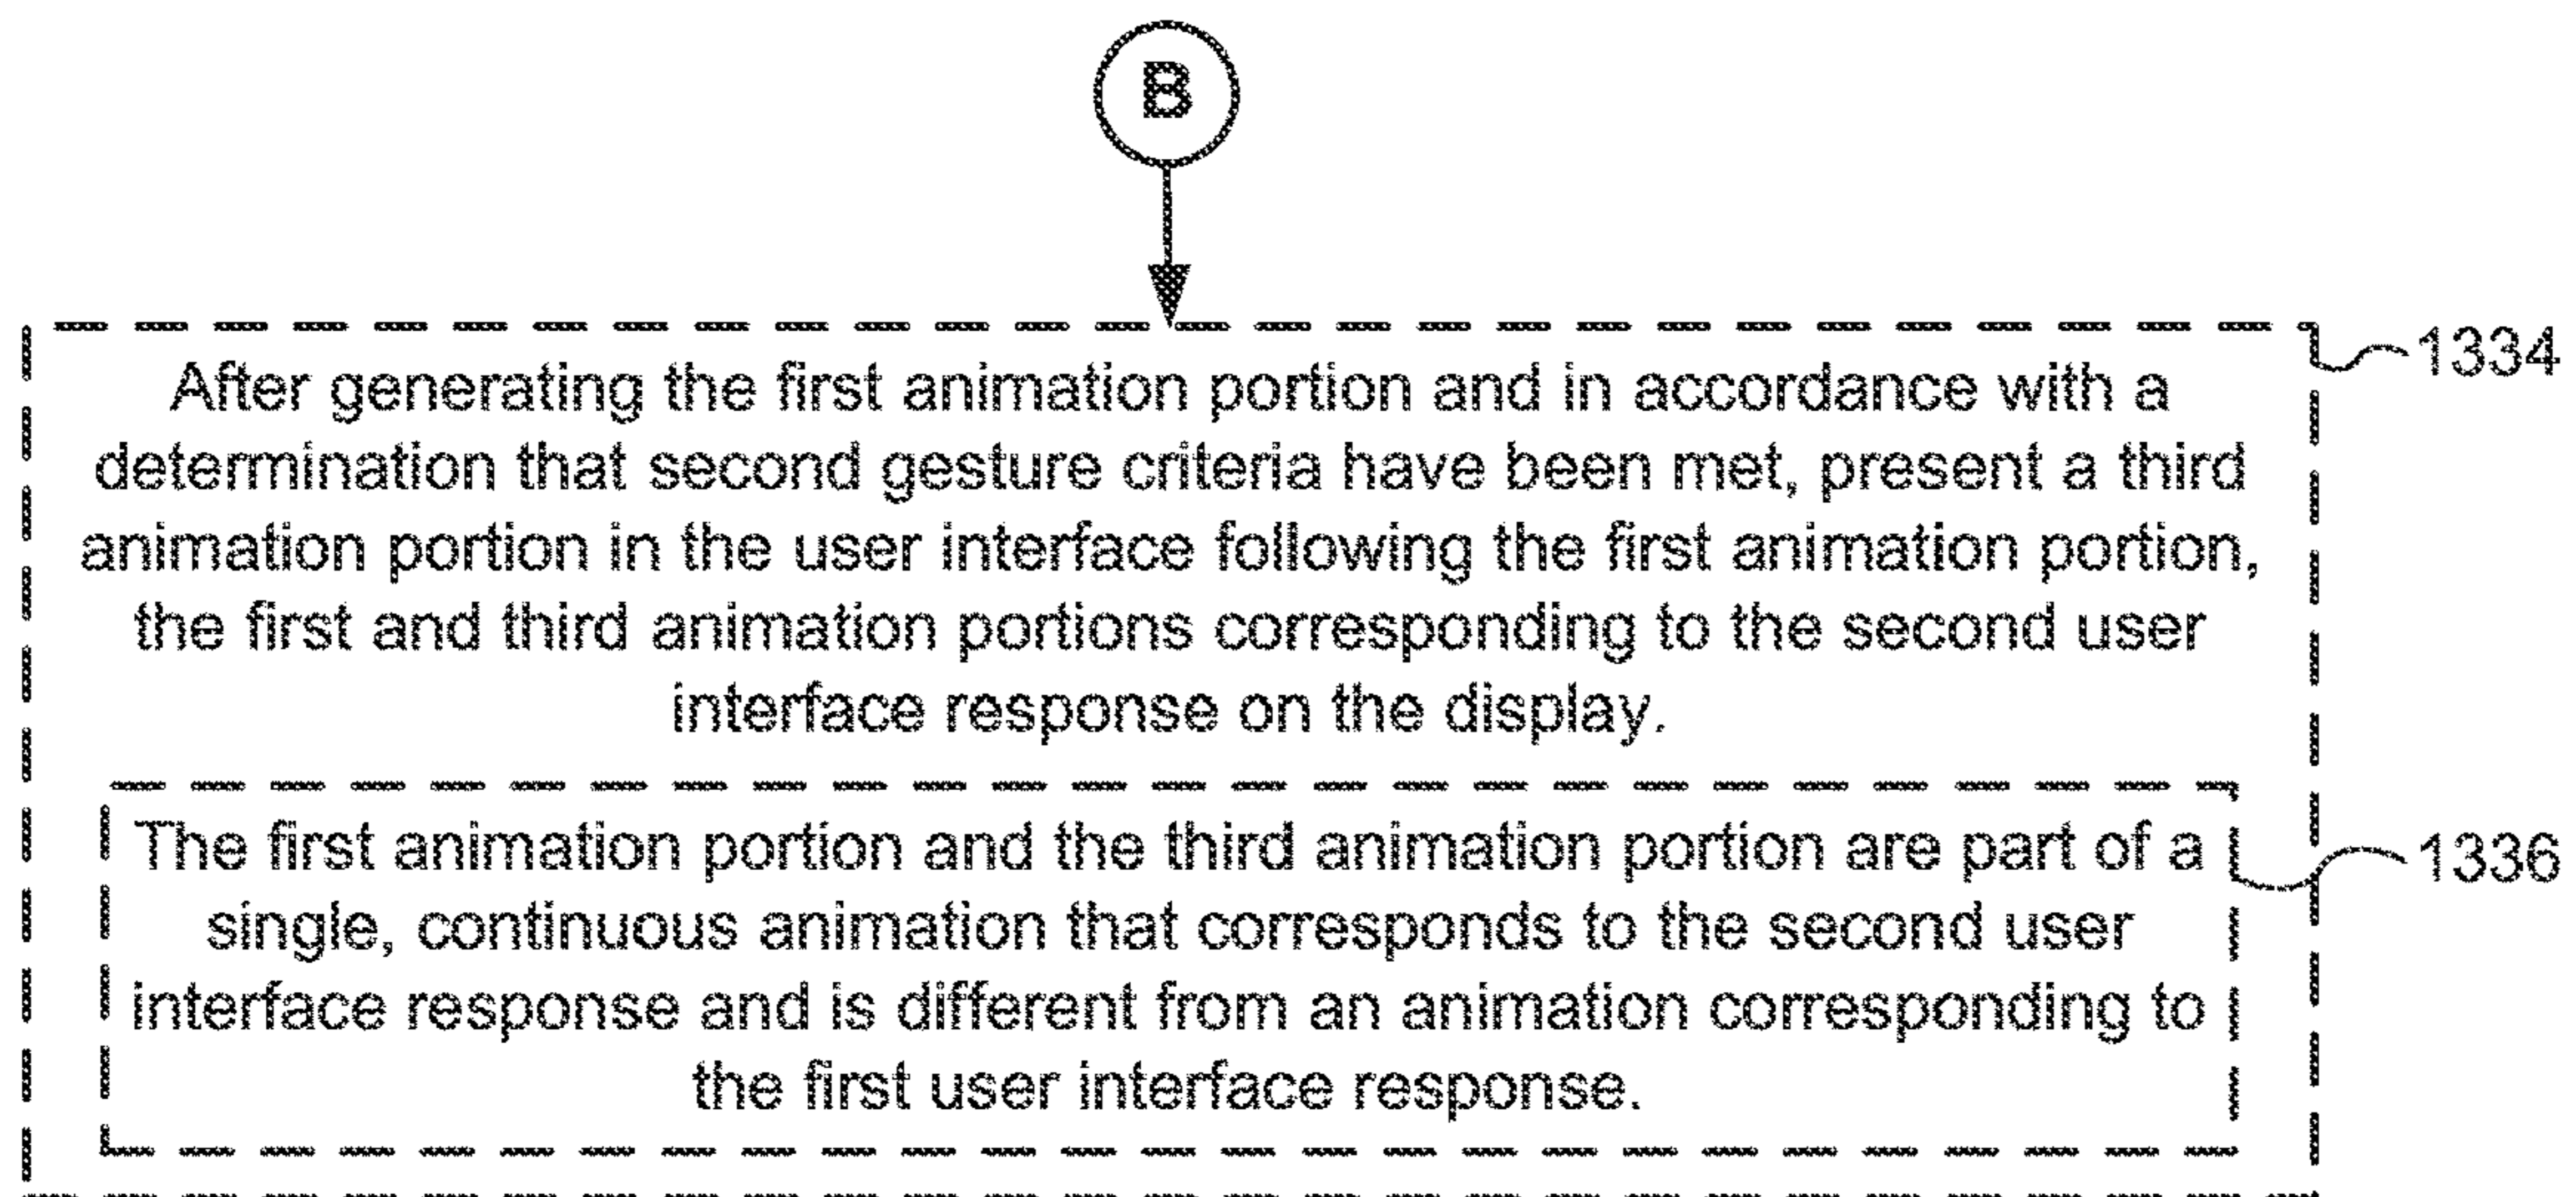 B
1334
After generating the first animation portion and in accordance with a
determination that second gesture criteria have been met, present a third
animation portion in the user interface following the first animation portion,
the first and third animation portions corresponding to the second user
interface response on the display.
1336
The first animation portion and the third animation portion are part of a
single, continuous animation that corresponds to the second user
interface response and is different from an animation corresponding to
the first user interface response.